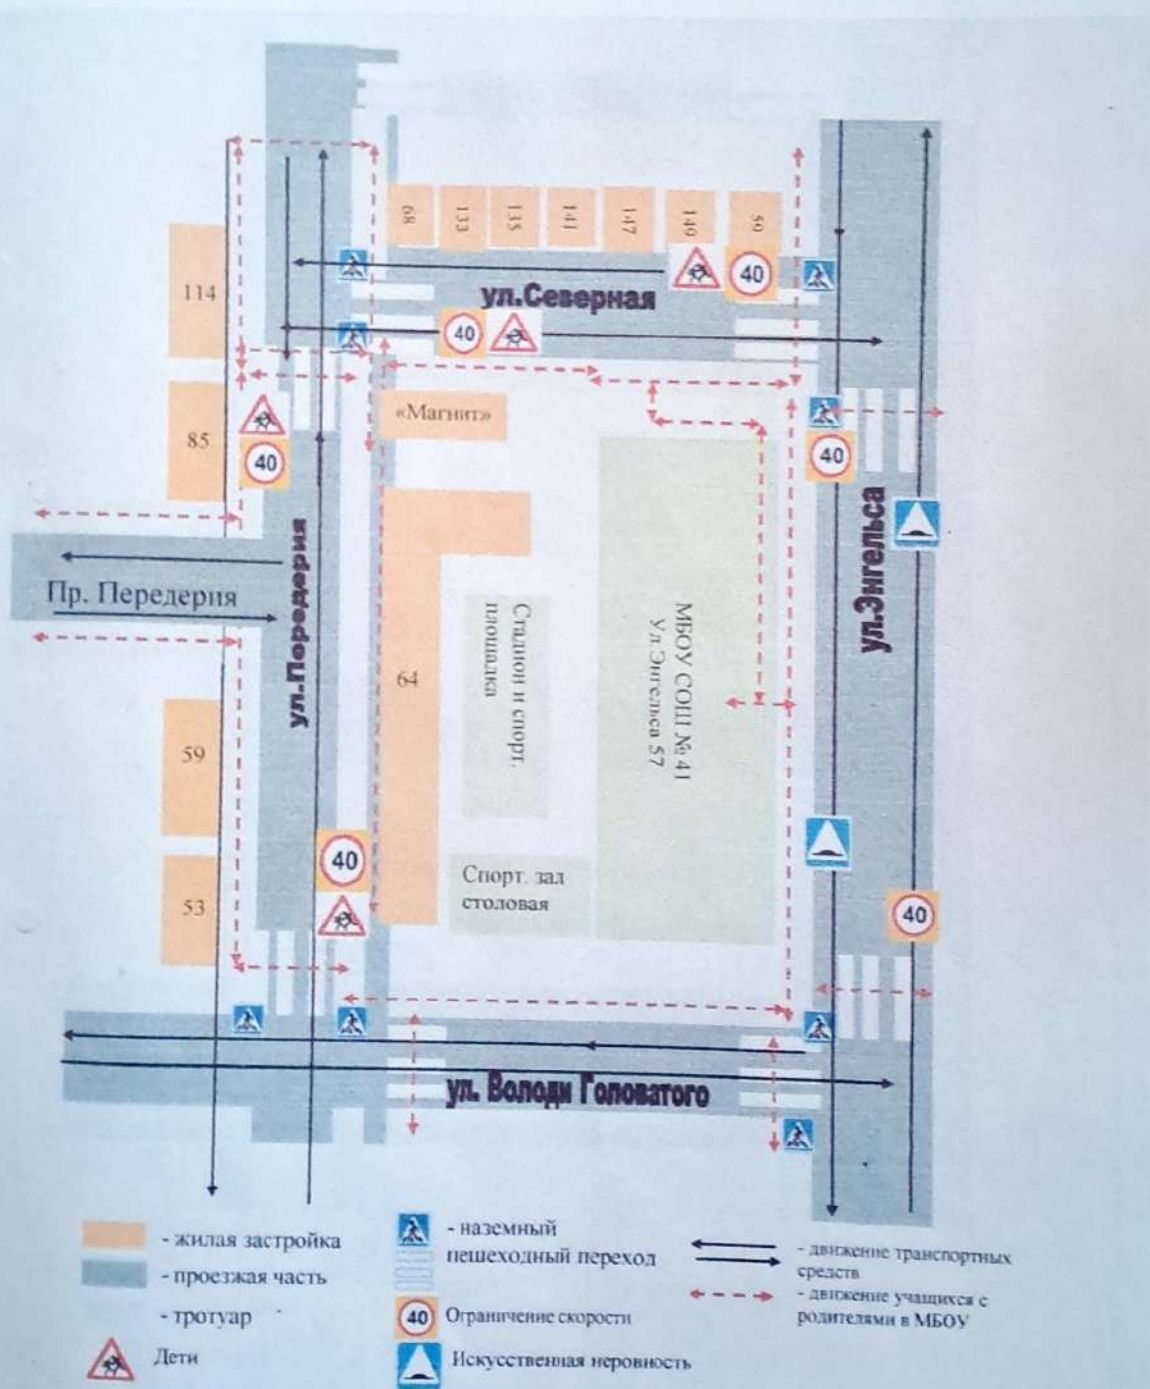 68
133
135
141
147
149
59
114
40
ул.Северная
40
«Магнит»
85
40
40
ул.Энгельса
Пр. Передерия
ул.Передерия
64
Стадион и спорт.
площадка
МБОУ СОШ № 41
Ул.Энгельса 57
59
40
53
Спорт. зал
столовая
40
ул. Володи Головатого
- жилая застройка
- проезжая часть
- тротуар
Дети
- наземный
пешеходный переход
40 Ограничение скорости
Искусственная неровность
- движение транспортных
средств
- движение учащихся с
родителями в МБОУ